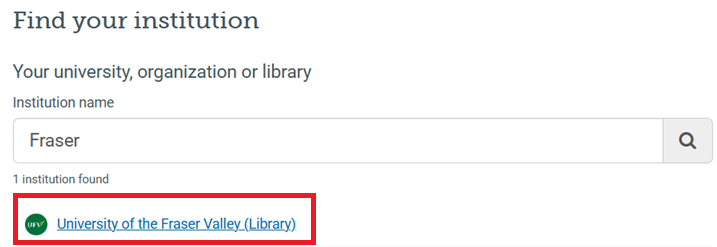 Find your institution
Your university, organization or library
Institution name
Fraser
1 institution found
UFV University of the Fraser Valley (Library)